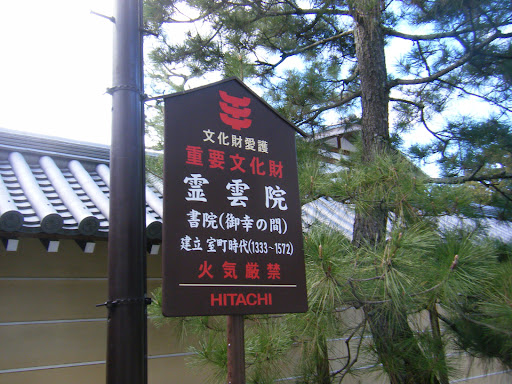 文化財愛護
重要文化財
霊雲院
書院(御幸の間)
建立 室町時代(1333~1572)
火気厳禁
HITACHI